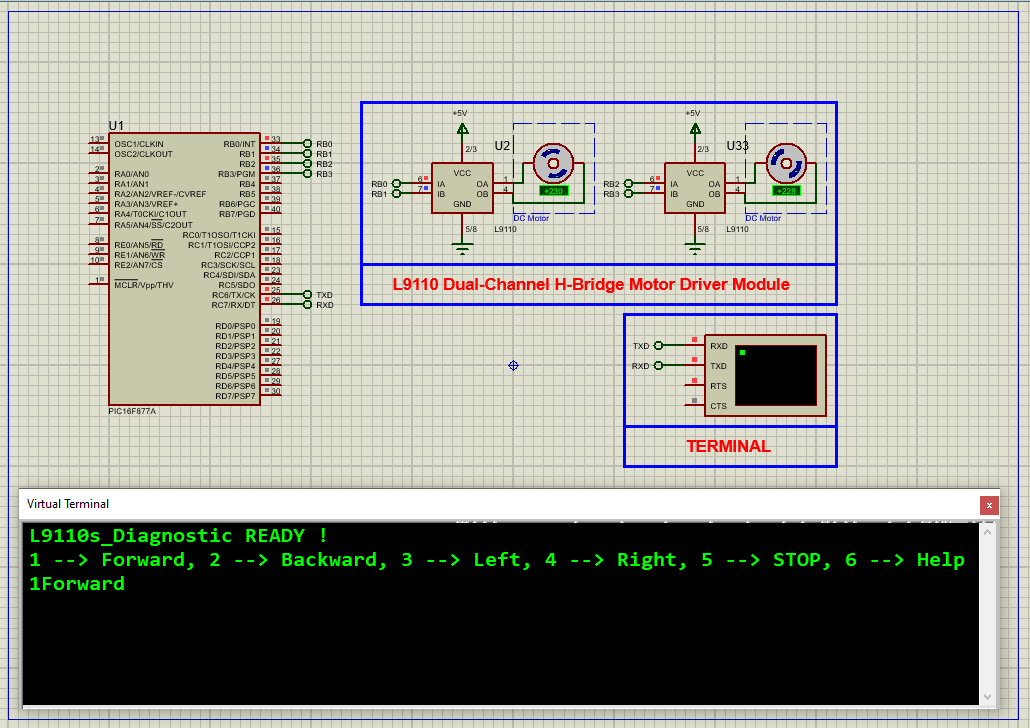 U1
13
14
OSC1/CLKIN
OSC2/CLKOUT
2
3
4
5
6
7
RA0/AN0
RA1/AN1
RA2/AN2/VREF-/CVREF
RA3/AN3/VREF+
RA4/T0CKI/C1OUT
RA5/AN4/SS/C2OUT
8
9
10
RE0/AN5/RD
RE1/AN6/WR
RE2/AN7/CS
1
MCLR/Vpp/THV
RB0/INT
RB1
RB2
RB3/PGM
RB4
RB5
RB6/PGC
RB7/PGD
33
34
35
36
37
38
39
40
RB0
RB1
RB2
RB3
RC0/T1OSO/T1CKI
RC1/T1OSI/CCP2
RC2/CCP1
RC3/SCK/SCL
RC4/SDI/SDA
RC5/SDO
RC6/TX/CK
RC7/RX/DT
15
16
17
18
23
24
25
26
TXD
RXD
RD0/PSP0
RD1/PSP1
RD2/PSP2
RD3/PSP3
RD4/PSP4
RD5/PSP5
RD6/PSP6
RD7/PSP7
19
20
21
22
27
28
29
30
PIC16F877A
+5V
2/3
U2
RB0
RB1
6
7
VCC
IA
IB
OA
OB
GND
1
4
+230
DC Motor
5/8
L9110
+5V
2/3
U33
RB2
RB3
6
7
VCC
IA
IB
OA
OB
GND
1
4
+228
DC Motor
5/8
L9110
L9110 Dual-Channel H-Bridge Motor Driver Module
TXD
RXD
RXD
TXD
RTS
CTS
TERMINAL
Virtual Terminal
x
L9110s_Diagnostic READY !
1 --> Forward, 2 --> Backward, 3 --> Left, 4 --> Right, 5 --> STOP, 6 --> Help
1Forward